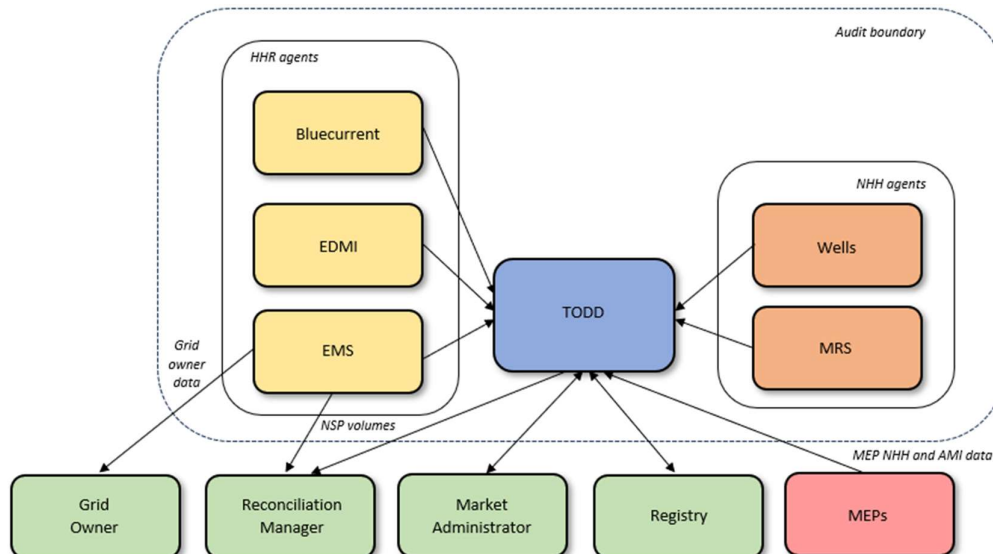 Audit boundary
HHR agents
Bluecurrent
NHH agents
EDMI
Wells
TODD
EMS
MRS
Grid
owner
data
NSP volumes
MEP NHH and AMI data
Grid
Owner
Reconciliation
Manager
Market
Administrator
Registry
MEPs